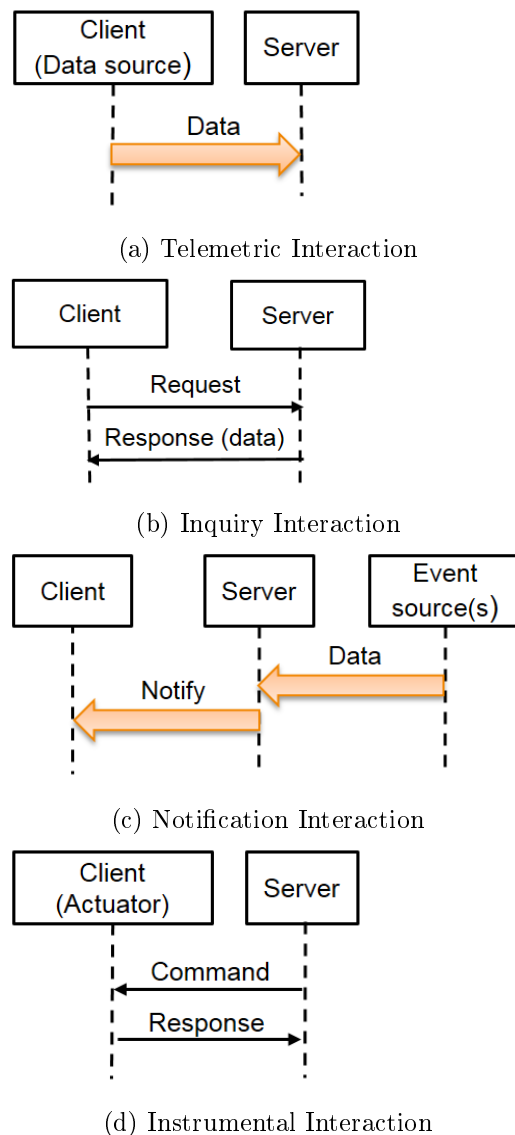 Client
(Data source)
Server
Data
(a) Telemetric Interaction
Client
Server
Request
Response (data)
(b) Inquiry Interaction
Client
Server
Event
source(s)
Data
Notify
(c) Notification Interaction
Client
(Actuator)
Server
Command
Response
(d) Instrumental Interaction